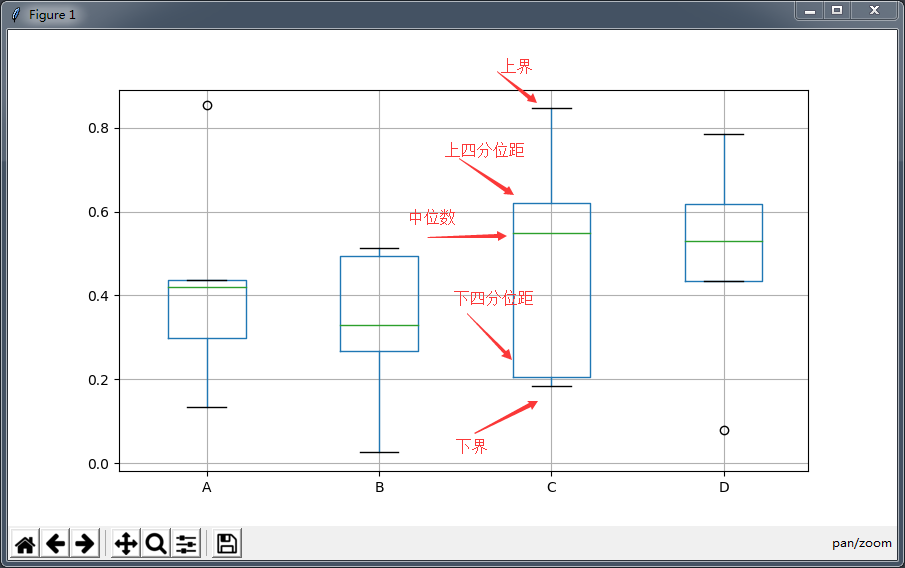 Figure 1
上界
0.8
上四分位距
0.6
中位数
0.4
下四分位距
0.2
下界
0.0
A B C D
pan/zoom